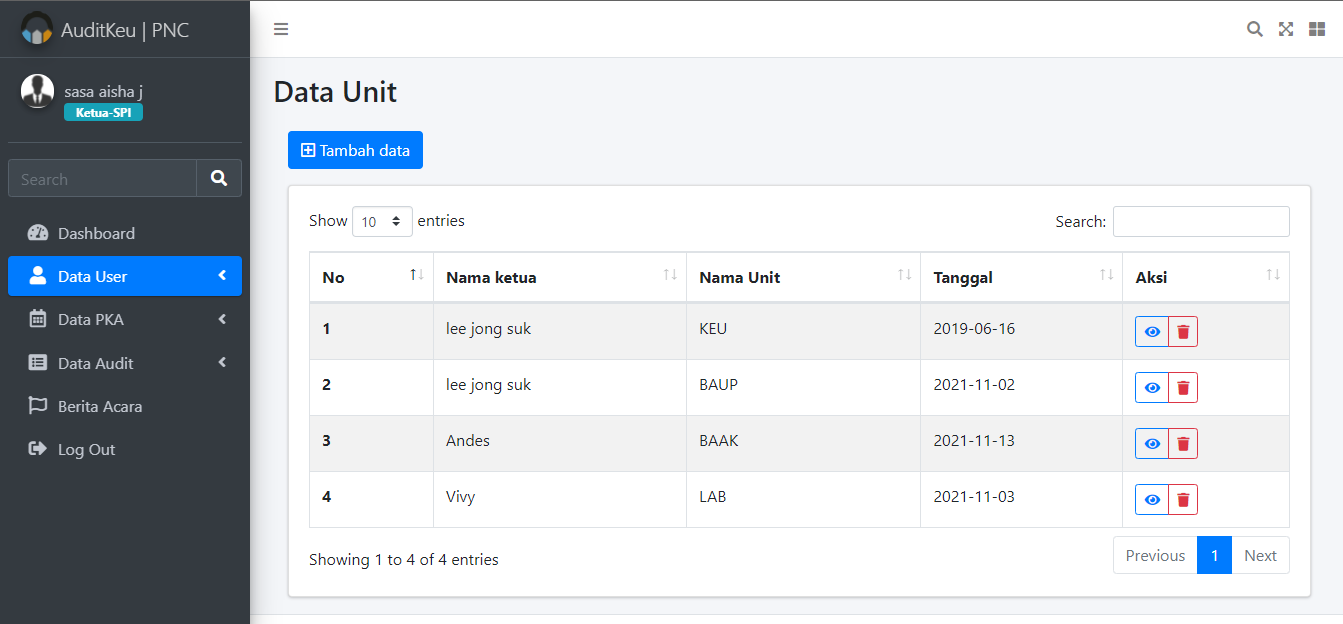 AuditKeu | PNC
sasa aisha j
Ketua-SPI
Search
Dashboard
Data User
Data PKA
Data Audit
Berita Acara
Log Out
Data Unit
Tambah data
Show 10 entries
Search:
No Nama ketua Nama Unit Tanggal Aksi
1 lee jong suk KEU 2019-06-16
2 lee jong suk BAUP 2021-11-02
3 Andes BAAK 2021-11-13
4 Vivy LAB 2021-11-03
Showing 1 to 4 of 4 entries
Previous 1 Next